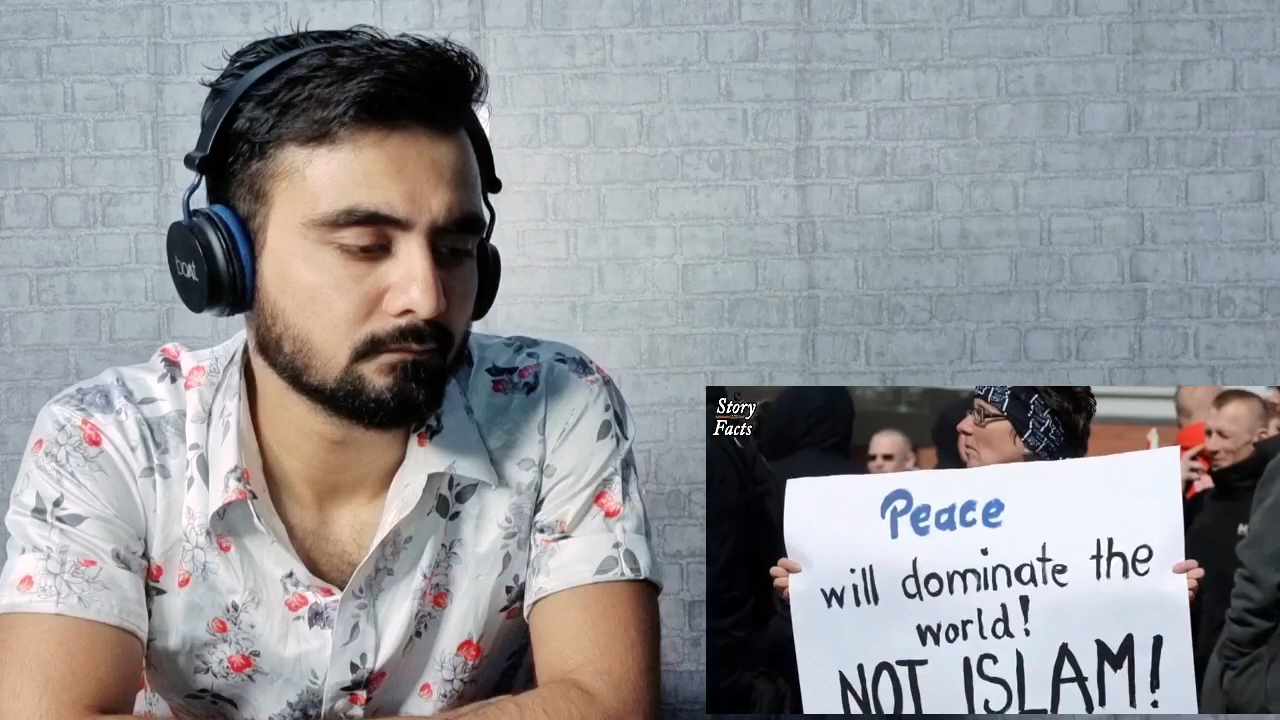 boAt
Story
Facts
Peace
will dominate the
world!
NOT ISLAM!